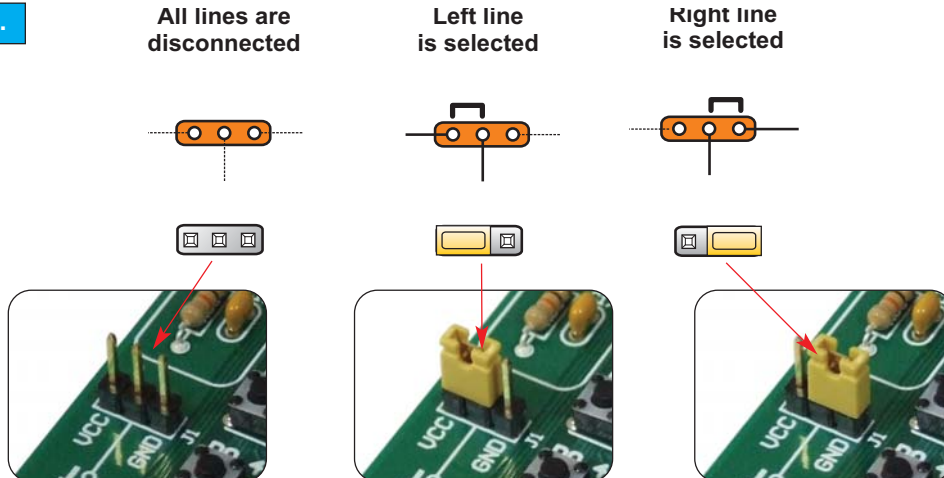 .
All lines are
disconnected
Left line
is selected
Right line
is selected
VCC
GND
J1
VCC
GND
J1
VCC
GND
J1